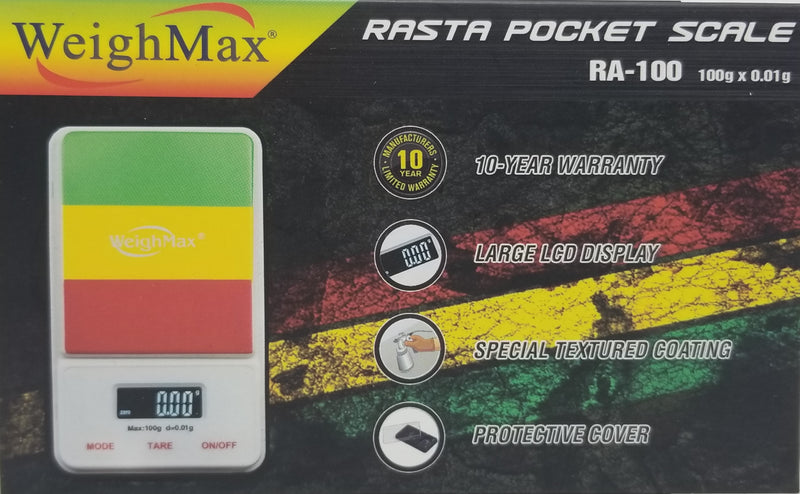 WeighMax®
RASTA POCKET SCALE
RA-100 100g x 0.01g
MANUFACTURERS
10
YEAR
LIMITED WARRANTY
10-YEAR WARRANTY
WeighMax®
0.00 g
LARGE LCD DISPLAY
SPECIAL TEXTURED COATING
zero 0.00 g
Max:100g d=0.01g
MODE TARE ON/OFF
PROTECTIVE COVER